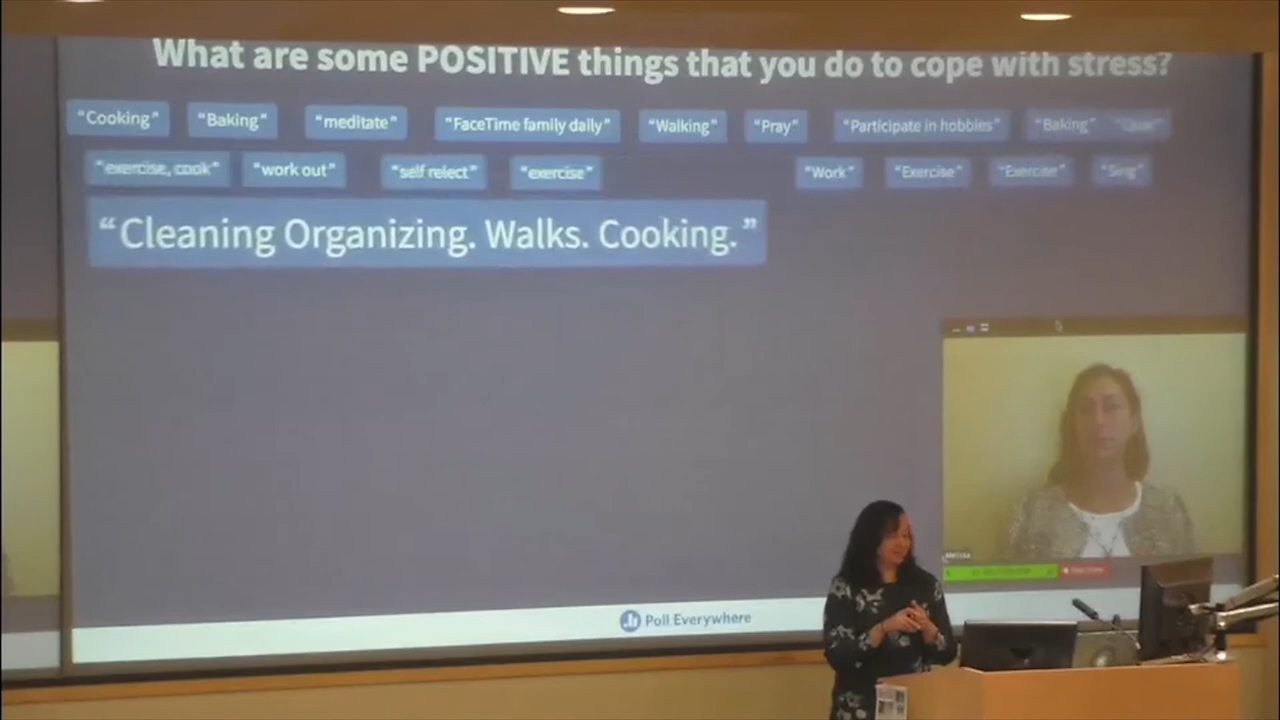 What are some POSITIVE things that you do to cope with stress?
"Cooking" "Baking" "meditate" "FaceTime family daily" "Walking" "Pray" "Participate in hobbies" "Baking"
"exercise, cook" "work out" "self relect" "exercise" "Work" "Exercise" "Exercise" "Sing"
"Cleaning Organizing. Walks. Cooking."
Melissa
Poll Everywhere